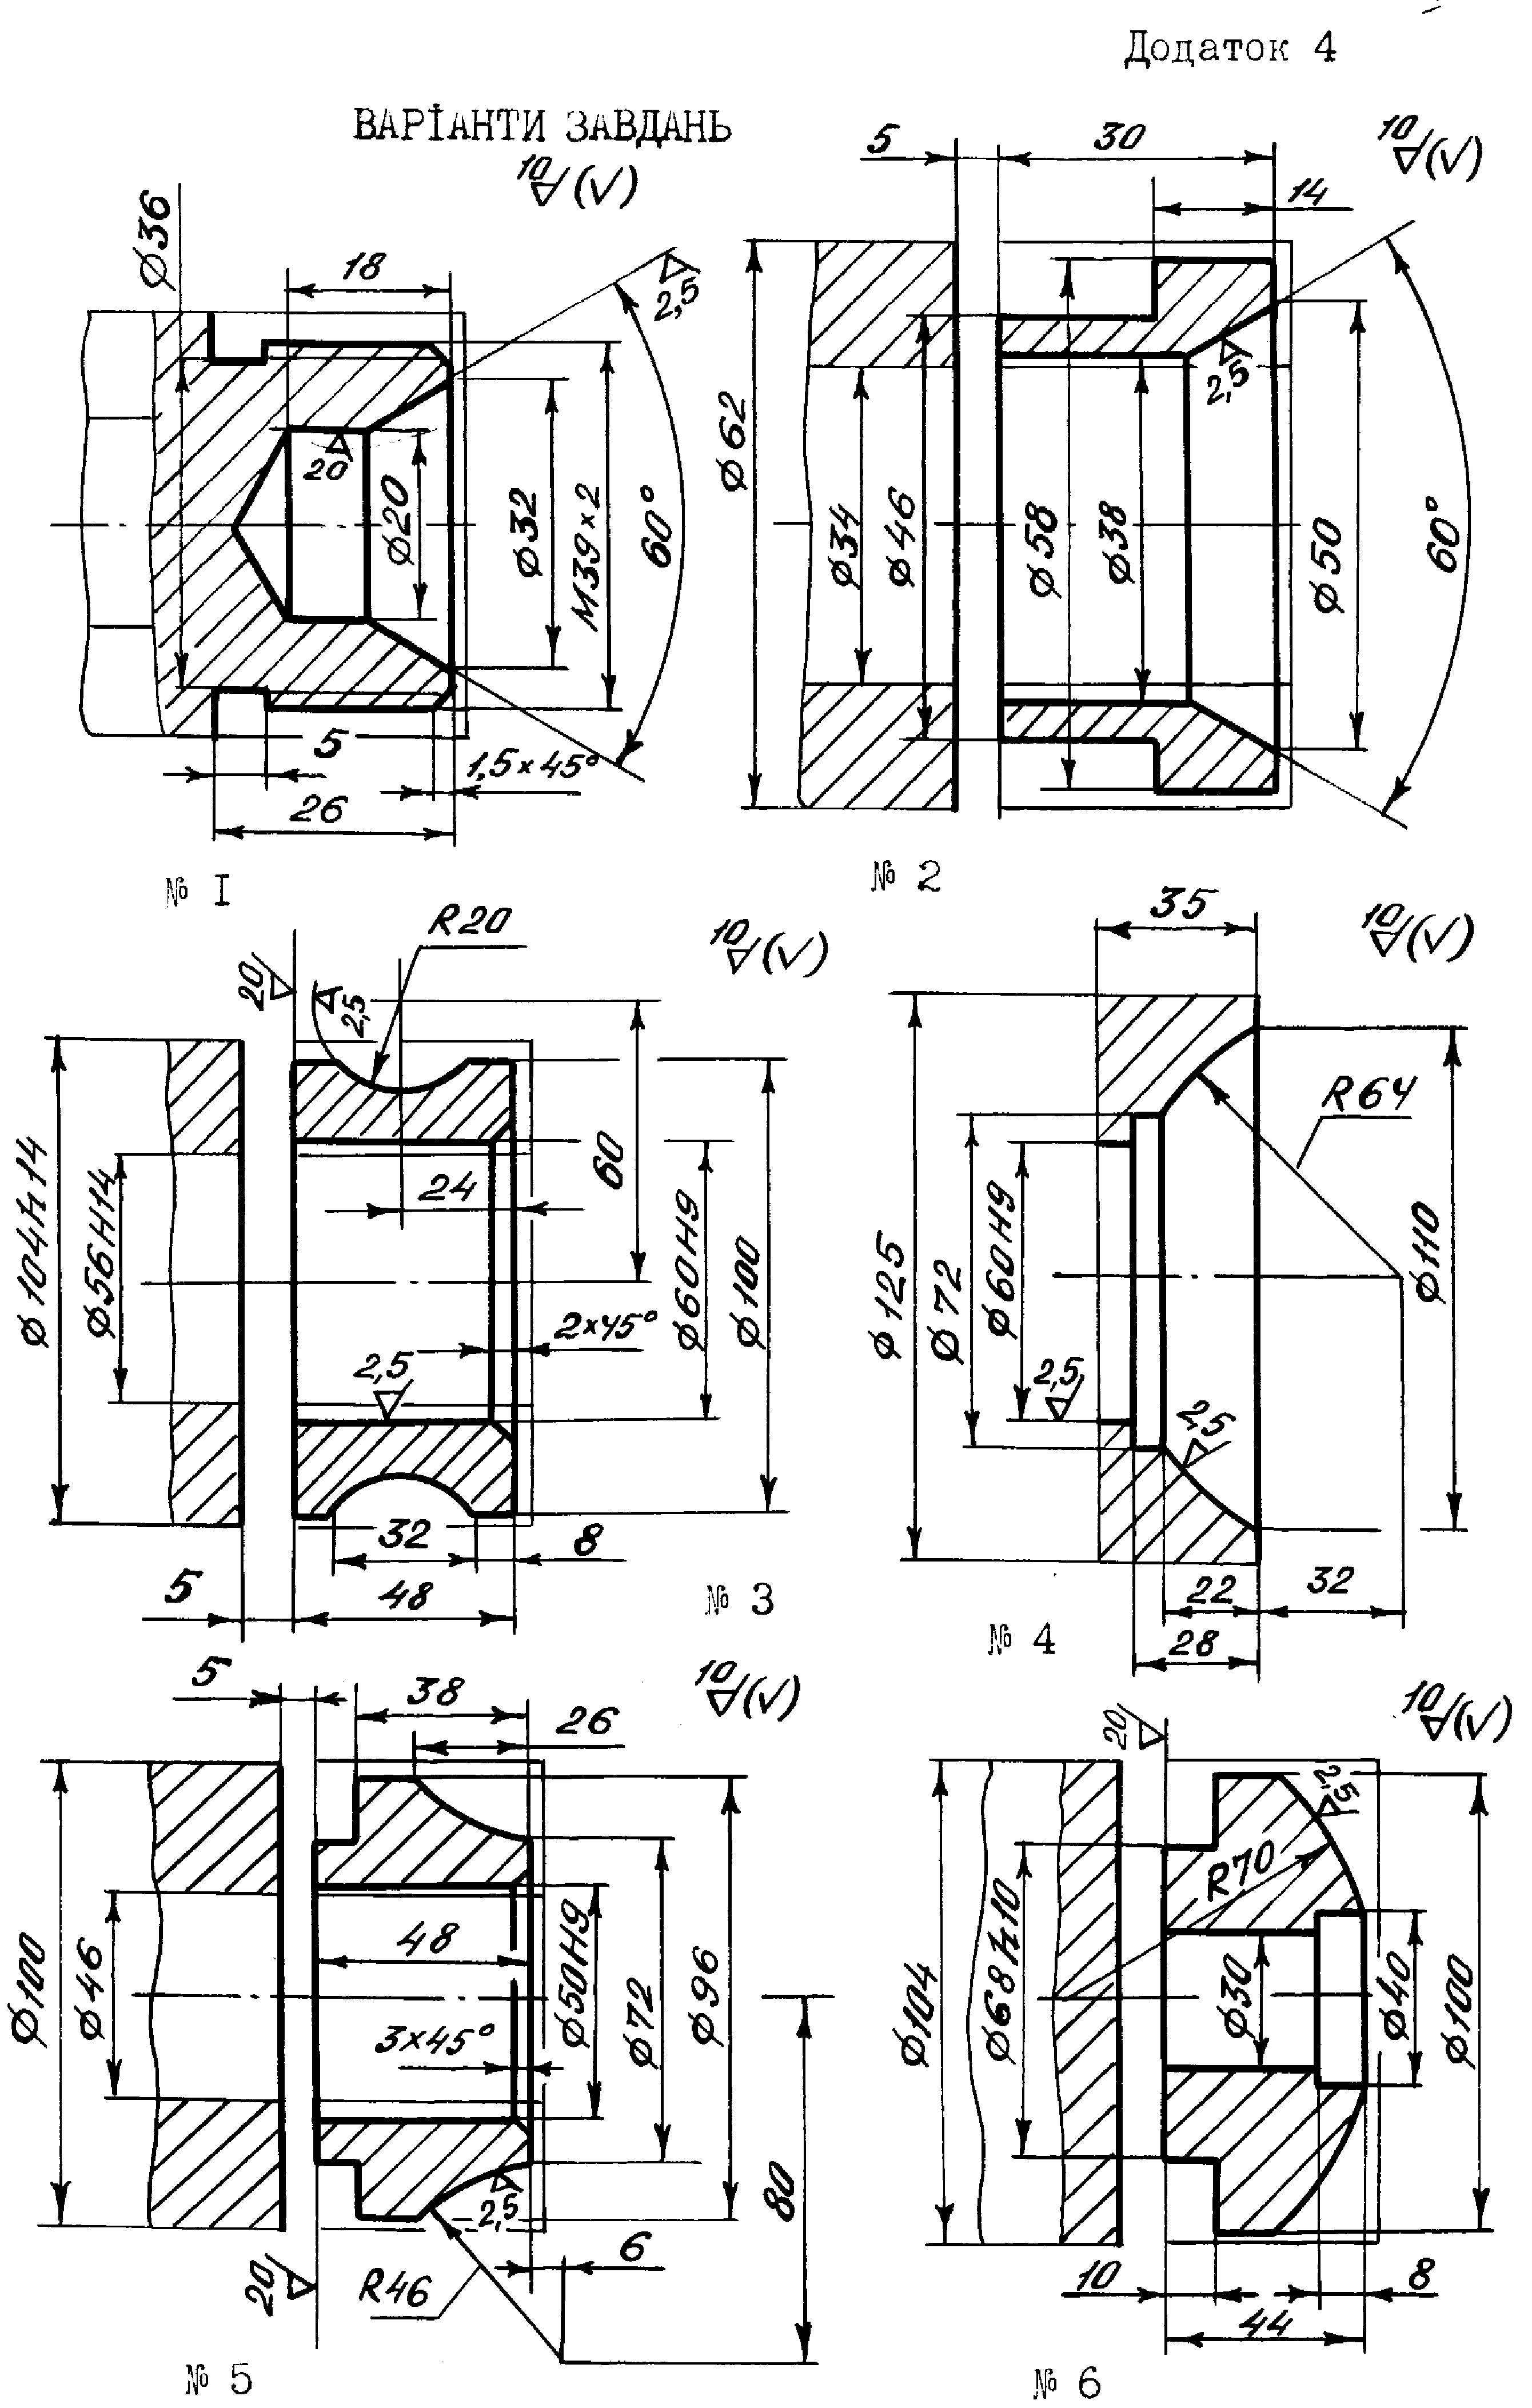 Додаток 4
ВАРІАНТИ ЗАВДАНЬ
10 (√)
Ø36
18
2,5
20
Ø20
Ø32
M39×2
60°
5
1,5×45°
26
№ I
5
30
10 (√)
14
2,5
Ø62
Ø34
Ø46
Ø58
Ø38
Ø50
60°
№ 2
R20
10 (√)
20
2,5
Ø104h14
Ø56H14
24
60
Ø60H9
Ø100
2×45°
2,5
32
8
5
48
№ 3
35
10 (√)
R64
Ø125
Ø72
Ø60H9
Ø110
2,5
2,5
22
32
28
№ 4
5
38
26
10 (√)
Ø100
Ø46
48
Ø50H9
Ø72
Ø96
3×45°
80
2,5
6
20
R46
№ 5
20
10 (√)
2,5
R70
Ø104
Ø68h10
Ø30
Ø40
Ø100
10
8
44
№ 6